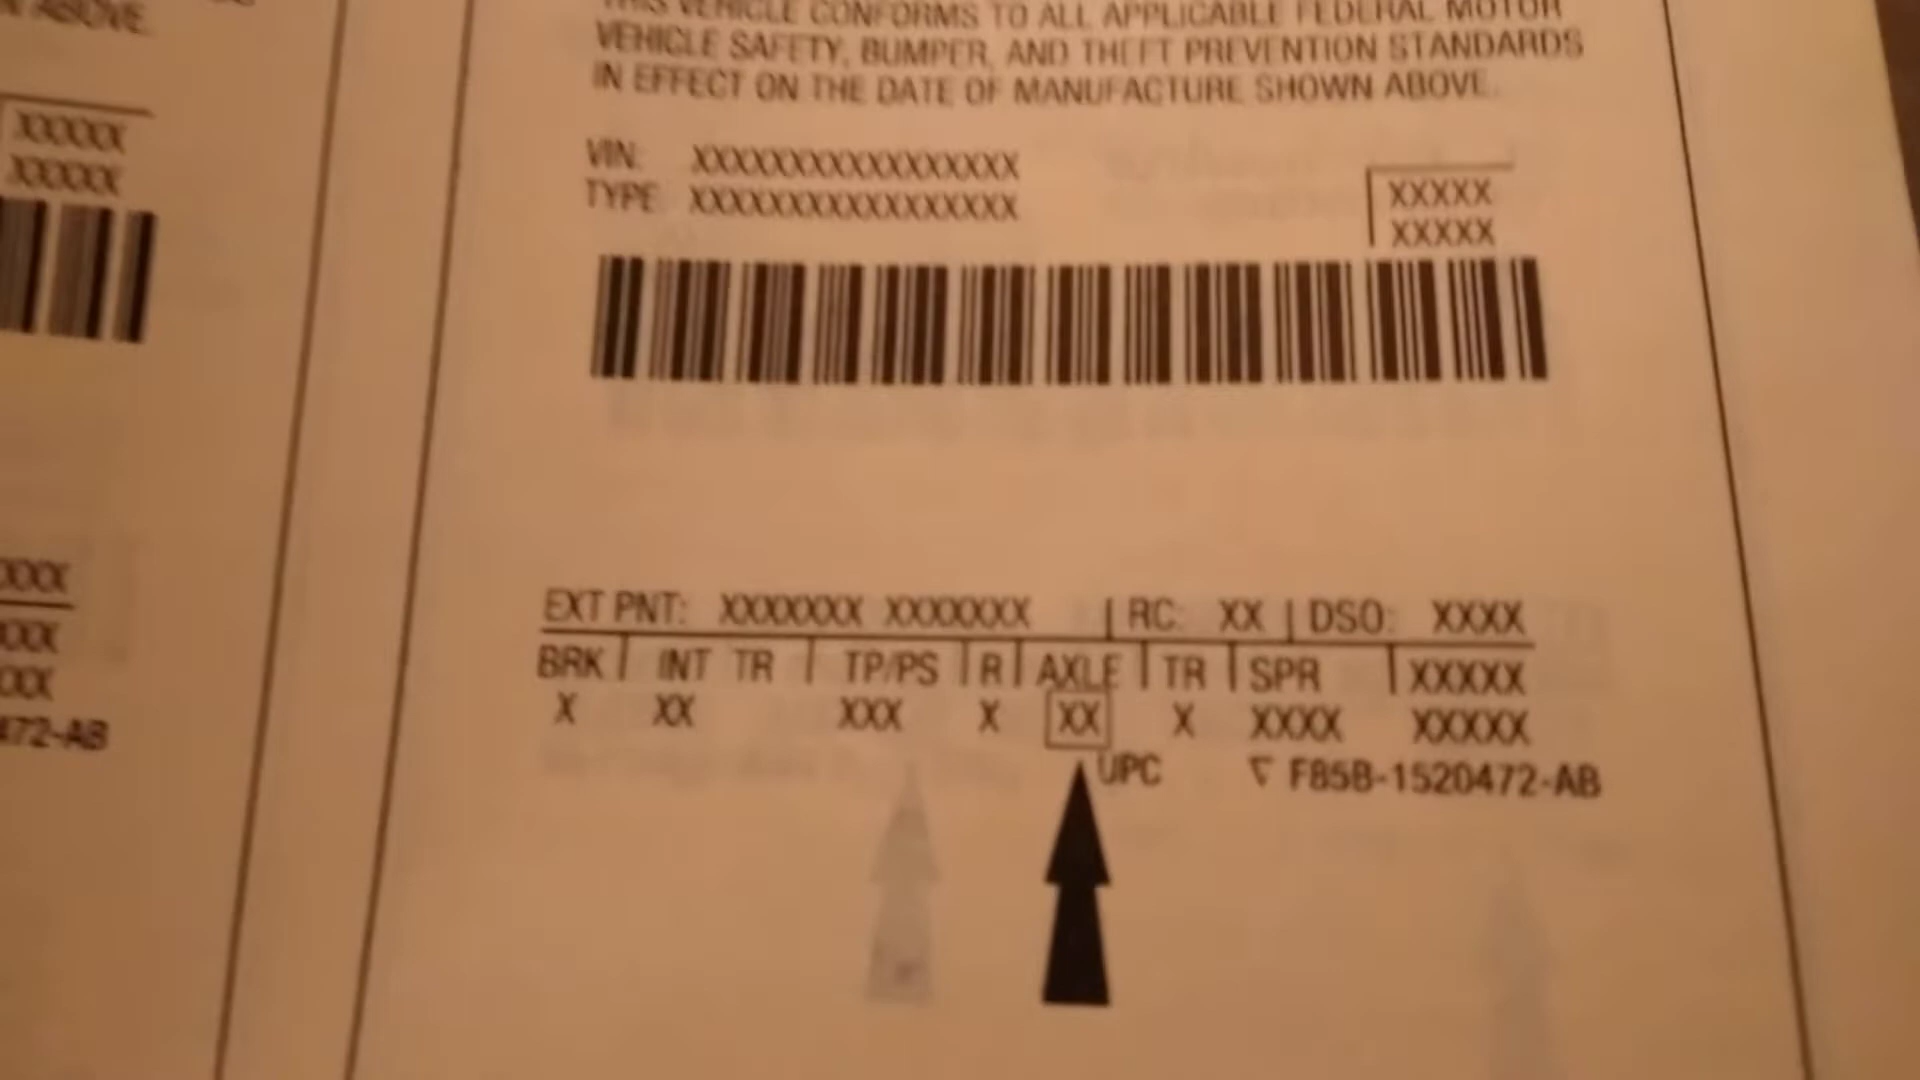 N ABOVE.
XXXXX
XXXXX
XXX
XXX
XXX
472-AB
THIS VEHICLE CONFORMS TO ALL APPLICABLE FEDERAL MOTOR
VEHICLE SAFETY, BUMPER, AND THEFT PREVENTION STANDARDS
IN EFFECT ON THE DATE OF MANUFACTURE SHOWN ABOVE.
VIN: XXXXXXXXXXXXXXXXX
TYPE: XXXXXXXXXXXXXXXXX
XXXXX
XXXXX
EXT PNT: XXXXXXX XXXXXXX RC: XX DSO: XXXX
BRK INT TR TP/PS R AXLE TR SPR XXXXX
X XX XXX X XX X XXXX XXXXX
UPC F85B-1520472-AB